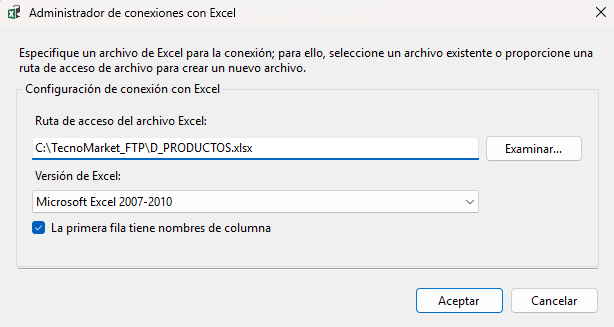 Administrador de conexiones con Excel
Especifique un archivo de Excel para la conexión; para ello, seleccione un archivo existente o proporcione una
ruta de acceso de archivo para crear un nuevo archivo.
Configuración de conexión con Excel
Ruta de acceso del archivo Excel:
C:\TecnoMarket_FTP\D_PRODUCTOS.xlsx
Examinar...
Versión de Excel:
Microsoft Excel 2007-2010
La primera fila tiene nombres de columna
Aceptar
Cancelar